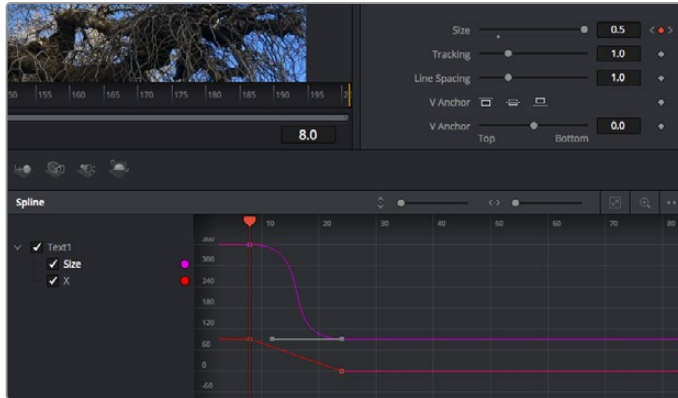 Size 0.5
Tracking 1.0
Line Spacing 1.0
V Anchor
V Anchor 0.0
Top Bottom
50 155 160 165 170 175 180 185 190 195
8.0
Spline
10 20 30 40 50 60 70 80
Text1
Size
X
300
240
180
120
60
0
-60